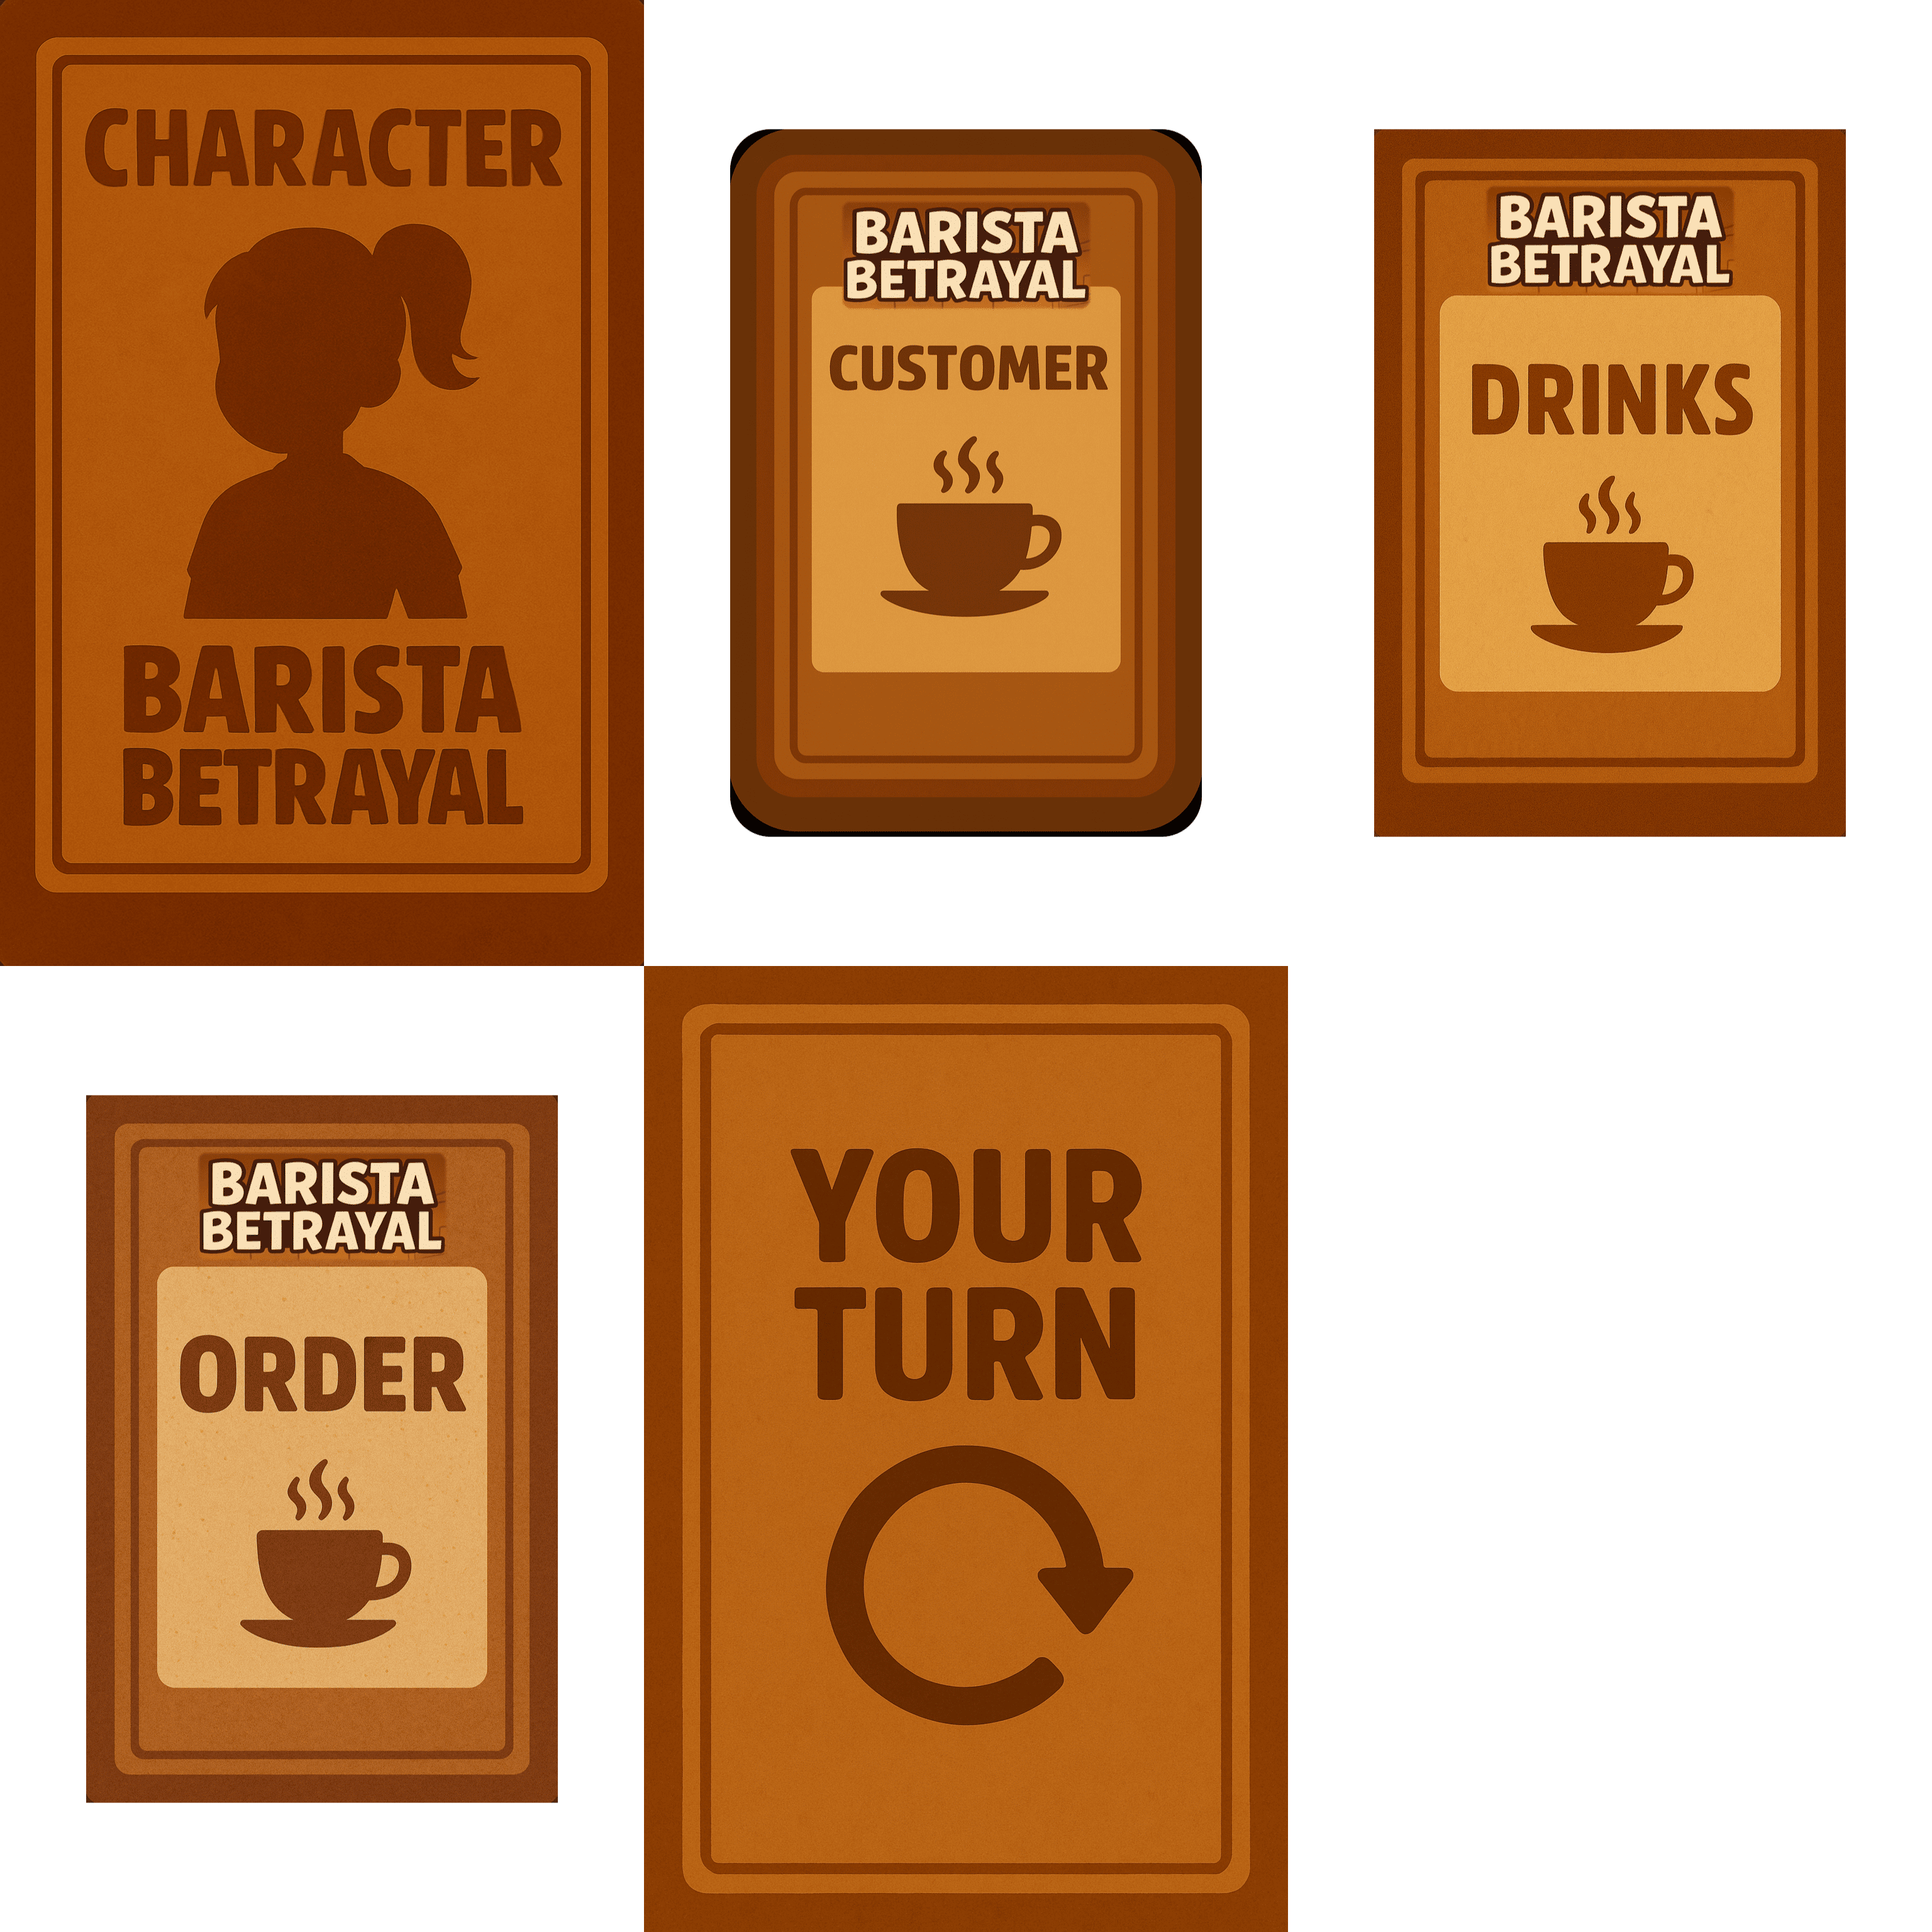 CHARACTER
BARISTA
BETRAYAL
BARISTA
BETRAYAL
CUSTOMER
BARISTA
BETRAYAL
DRINKS
BARISTA
BETRAYAL
ORDER
YOUR
TURN